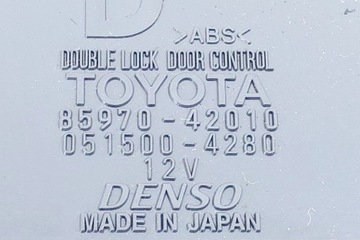 D
>ABS<
DOUBLE LOCK DOOR CONTROL
TOYOTA
85970-42010
051500-4280
12V
DENSO
MADE IN JAPAN